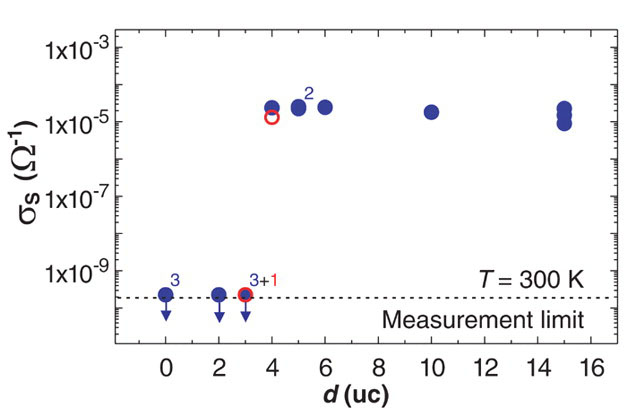 1x10⁻³
1x10⁻⁵
1x10⁻⁷
1x10⁻⁹
σs (Ω⁻¹)
2
3
3+1
T = 300 K
Measurement limit
0 2 4 6 8 10 12 14 16
d (uc)